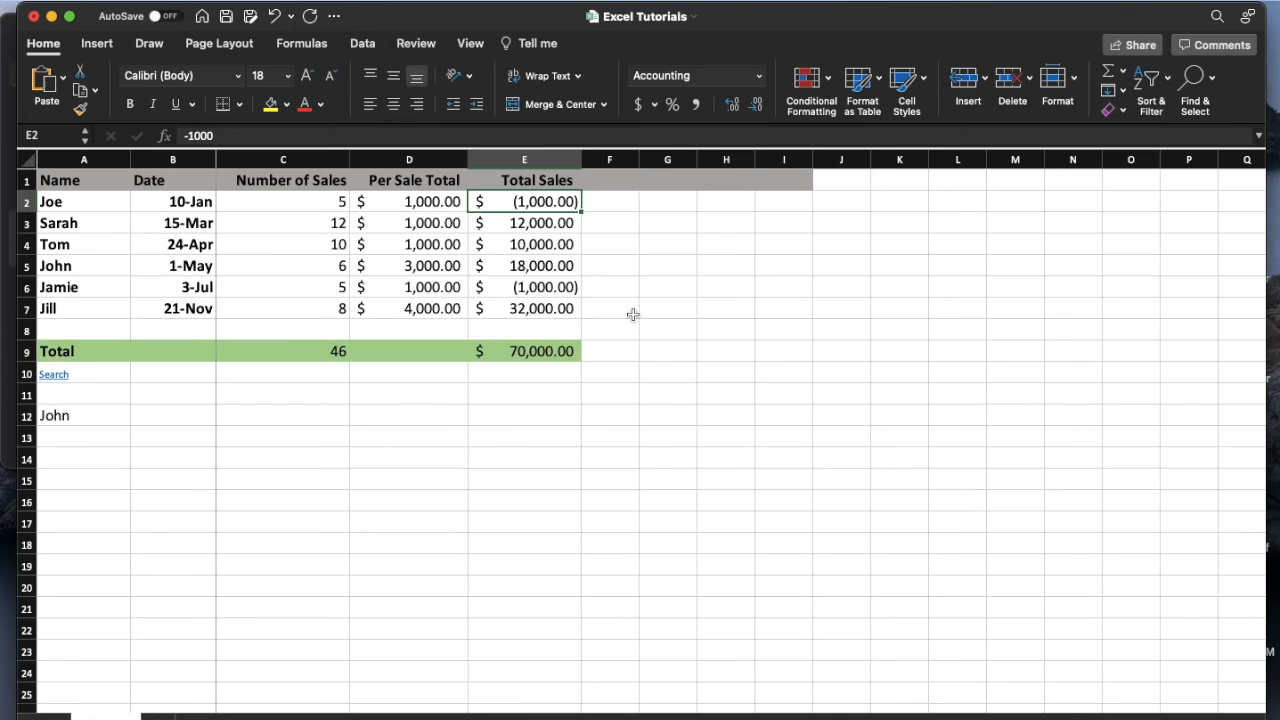 AutoSave OFF Excel Tutorials
Home Insert Draw Page Layout Formulas Data Review View Tell me Share Comments
Paste Calibri (Body) 18 Wrap Text Accounting Conditional Formatting Format as Table Cell Styles Insert Delete Format Sort & Filter Find & Select
B I U A Merge & Center $ %
E2 fx -1000
A B C D E F G H I J K L M N O P Q
1 Name Date Number of Sales Per Sale Total Total Sales
2 Joe 10-Jan 5 $ 1,000.00 $ (1,000.00)
3 Sarah 15-Mar 12 $ 1,000.00 $ 12,000.00
4 Tom 24-Apr 10 $ 1,000.00 $ 10,000.00
5 John 1-May 6 $ 3,000.00 $ 18,000.00
6 Jamie 3-Jul 5 $ 1,000.00 $ (1,000.00)
7 Jill 21-Nov 8 $ 4,000.00 $ 32,000.00
8
9 Total 46 $ 70,000.00
10 Search
11
12 John
13
14
15
16
17
18
19
20
21
22
23
24
25